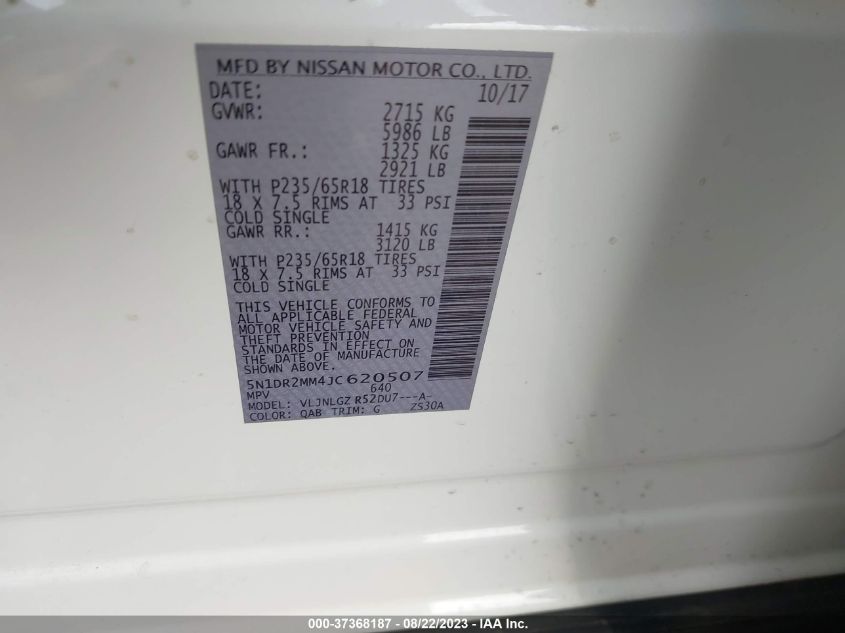 MFD BY NISSAN MOTOR CO., LTD.
DATE: 10/17
GVWR: 2715 KG
5986 LB
GAWR FR.: 1325 KG
2921 LB
WITH P235/65R18 TIRES
18 X 7.5 RIMS AT 33 PSI
COLD SINGLE
GAWR RR.: 1415 KG
3120 LB
WITH P235/65R18 TIRES
18 X 7.5 RIMS AT 33 PSI
COLD SINGLE
THIS VEHICLE CONFORMS TO
ALL APPLICABLE FEDERAL
MOTOR VEHICLE SAFETY AND
THEFT PREVENTION
STANDARDS IN EFFECT ON
THE DATE OF MANUFACTURE
SHOWN ABOVE.
5N1DR2MM4JC620507
MPV 640
MODEL: VLJNLGZ R52DU7---A-
COLOR: QAB TRIM: G ZS30A
000-37368187 - 08/22/2023 - IAA Inc.